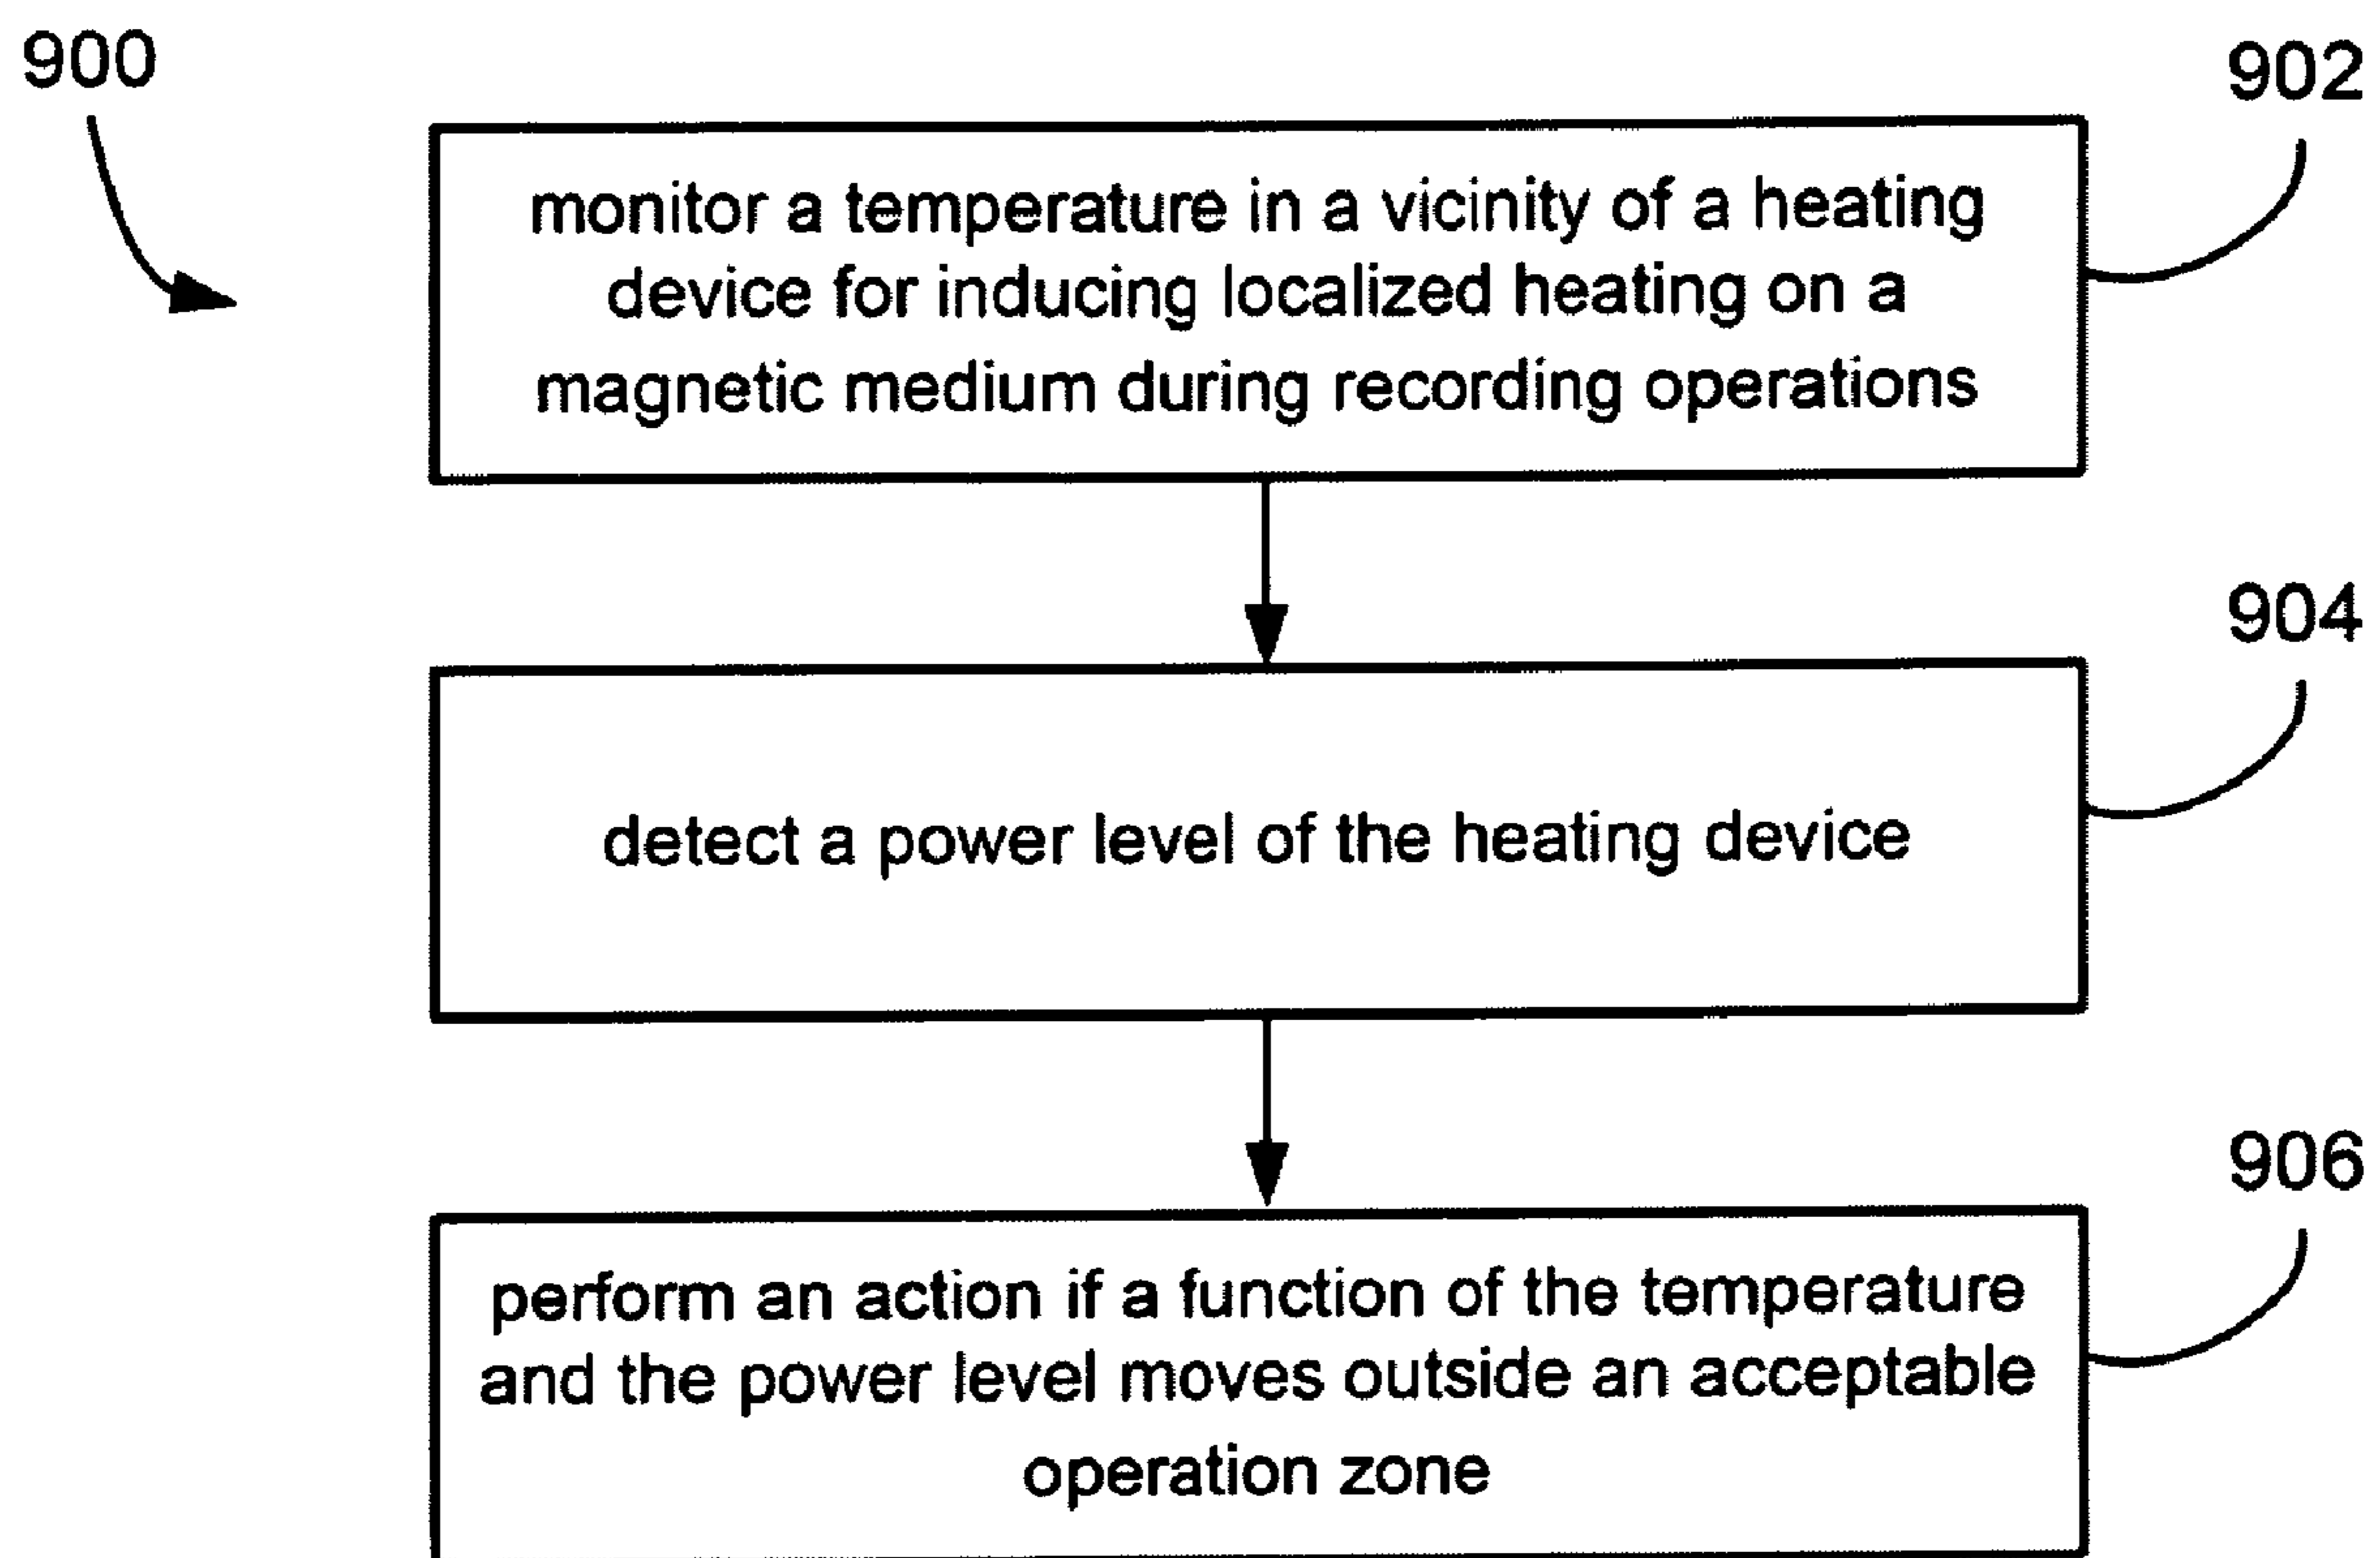 900
902
monitor a temperature in a vicinity of a heating
device for inducing localized heating on a
magnetic medium during recording operations
904
detect a power level of the heating device
906
perform an action if a function of the temperature
and the power level moves outside an acceptable
operation zone